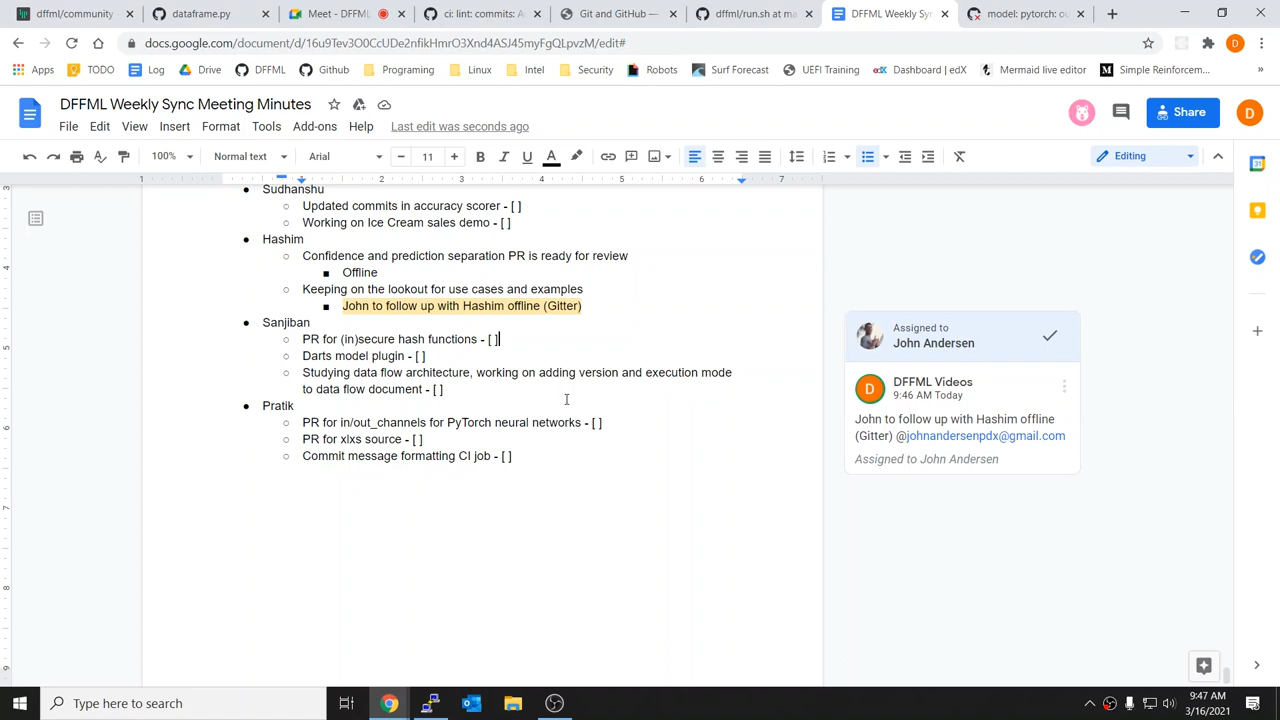 dffml/community
dataframe.py
Meet - DFFML
ci: lint: commits: A
Git and GitHub —
dffml/run.sh at ma
DFFML Weekly Syn
model: pytorch: ou
docs.google.com/document/d/16u9Tev3O0CcUDe2nfikHmrO3Xnd4ASJ45myFgQLpvzM/edit#
Apps TODO Log Drive DFFML Github Programing Linux Intel Security Robots Surf Forecast UEFI Training Dashboard | edX Mermaid live editor Simple Reinforcem...
DFFML Weekly Sync Meeting Minutes
Share
File Edit View Insert Format Tools Add-ons Help Last edit was seconds ago
100% Normal text Arial 11 Editing
1 2 3 4 5 6 7
Sudhanshu
Updated commits in accuracy scorer - [ ]
Working on Ice Cream sales demo - [ ]
Hashim
Confidence and prediction separation PR is ready for review
Offline
Keeping on the lookout for use cases and examples
John to follow up with Hashim offline (Gitter)
Sanjiban
PR for (in)secure hash functions - [ ]
Darts model plugin - [ ]
Studying data flow architecture, working on adding version and execution mode
to data flow document - [ ]
Pratik
PR for in/out_channels for PyTorch neural networks - [ ]
PR for xlxs source - [ ]
Commit message formatting CI job - [ ]
Assigned to
John Andersen
DFFML Videos
9:46 AM Today
John to follow up with Hashim offline
(Gitter) @johnandersenpdx@gmail.com
Assigned to John Andersen
Type here to search
9:47 AM
3/16/2021